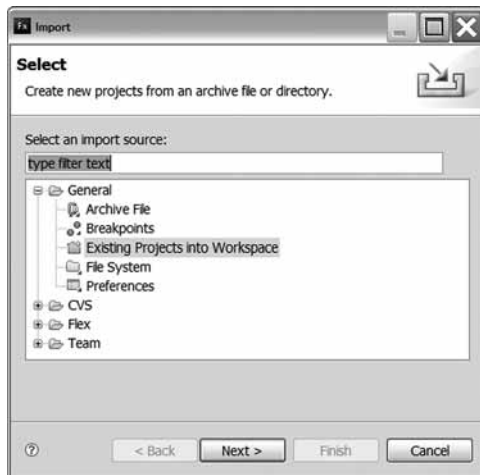 Fx Import
Select
Create new projects from an archive file or directory.
Select an import source:
type filter text
General
Archive File
Breakpoints
Existing Projects into Workspace
File System
Preferences
CVS
Flex
Team
? < Back Next > Finish Cancel